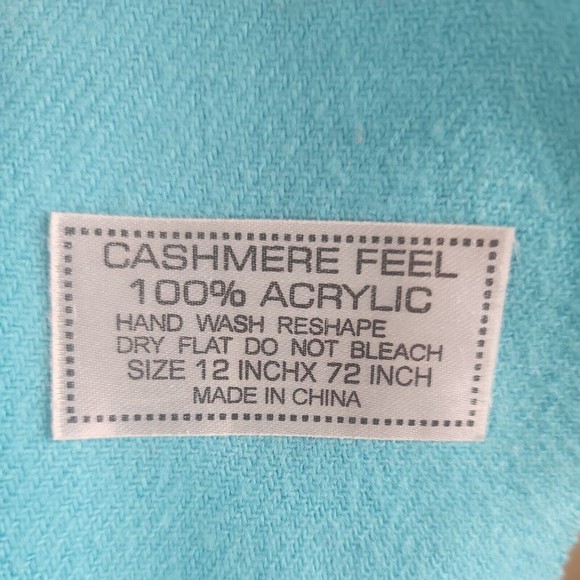 CASHMERE FEEL
100% ACRYLIC
HAND WASH RESHAPE
DRY FLAT DO NOT BLEACH
SIZE 12 INCHX 72 INCH
MADE IN CHINA